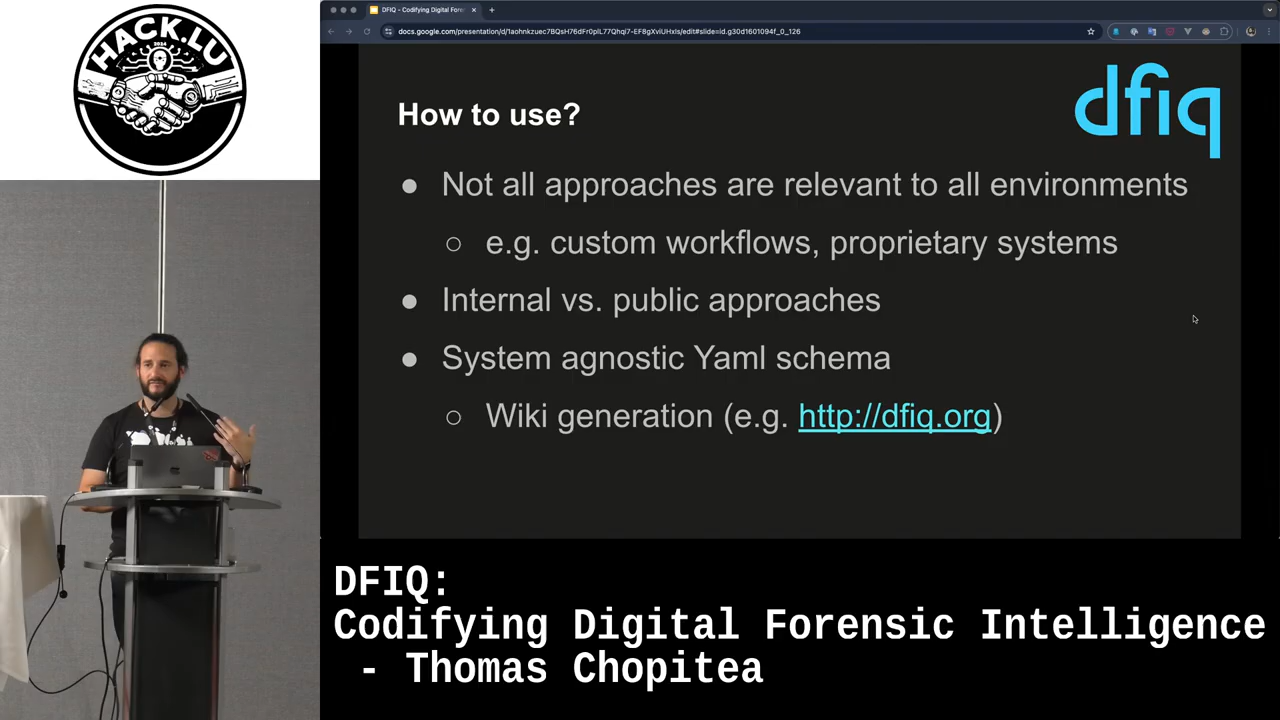 HACK.LU
2024
DFIQ - Codifying Digital Foren
docs.google.com/presentation/d/1aohnkzuec7BQsH76dFr0pIL77Qhqi7-EF8gXviUHxis/edit#slide=id.g30d1601094f_0_126
dfiq
How to use?
● Not all approaches are relevant to all environments
○ e.g. custom workflows, proprietary systems
● Internal vs. public approaches
● System agnostic Yaml schema
○ Wiki generation (e.g. http://dfiq.org)
DFIQ:
Codifying Digital Forensic Intelligence
- Thomas Chopitea